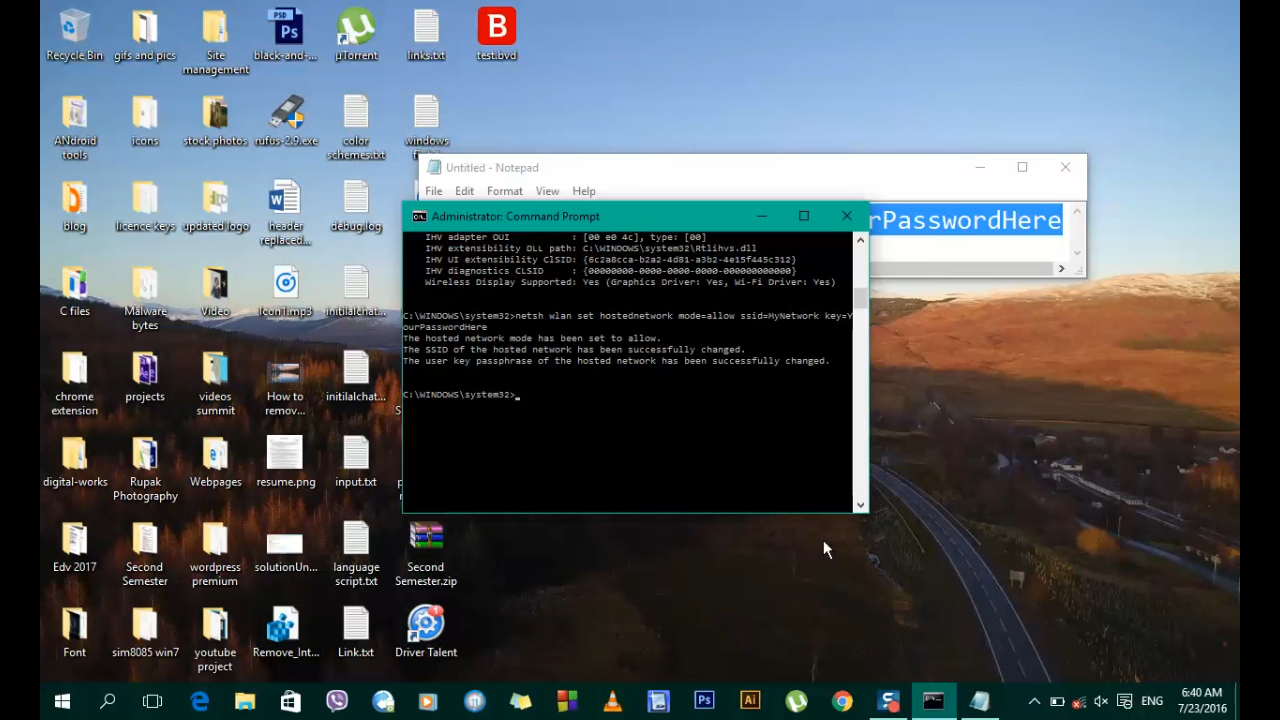 Recycle Bin
gifs and pics
Site management
PSD
Ps
black-and-...
µTorrent
links.txt
B
test.bvd
ANdroid tools
icons
stock photos
rufus-2.9.exe
color schemes.txt
windows
blog
licence keys
updated logo
header replaced...
debug.log
C files
Malware bytes
Video
Icon1.mp3
initilalchat...
chrome extension
projects
videos summit
How to remov...
initilalchat...
digital-works
Rupak Photography
Webpages
resume.png
input.txt
Edv 2017
Second Semester
wordpress premium
solutionUn...
language script.txt
Second Semester.zip
Font
sim8085 win7
youtube project
Remove_Int...
Link.txt
1
Driver Talent
Untitled - Notepad
File Edit Format View Help
rPasswordHere
Administrator: Command Prompt
IHV adapter OUI : [00 e0 4c], type: [00]
IHV extensibility DLL path: C:\WINDOWS\system32\Rtlihvs.dll
IHV UI extensibility ClSID: {6c2a8cca-b2a2-4d81-a3b2-4e15f445c312}
IHV diagnostics CLSID : {00000000-0000-0000-0000-000000000000}
Wireless Display Supported: Yes (Graphics Driver: Yes, Wi-Fi Driver: Yes)
C:\WINDOWS\system32>netsh wlan set hostednetwork mode=allow ssid=MyNetwork key=Y
ourPasswordHere
The hosted network mode has been set to allow.
The SSID of the hosted network has been successfully changed.
The user key passphrase of the hosted network has been successfully changed.
C:\WINDOWS\system32>
Ps
Ai
ENG
6:40 AM
7/23/2016